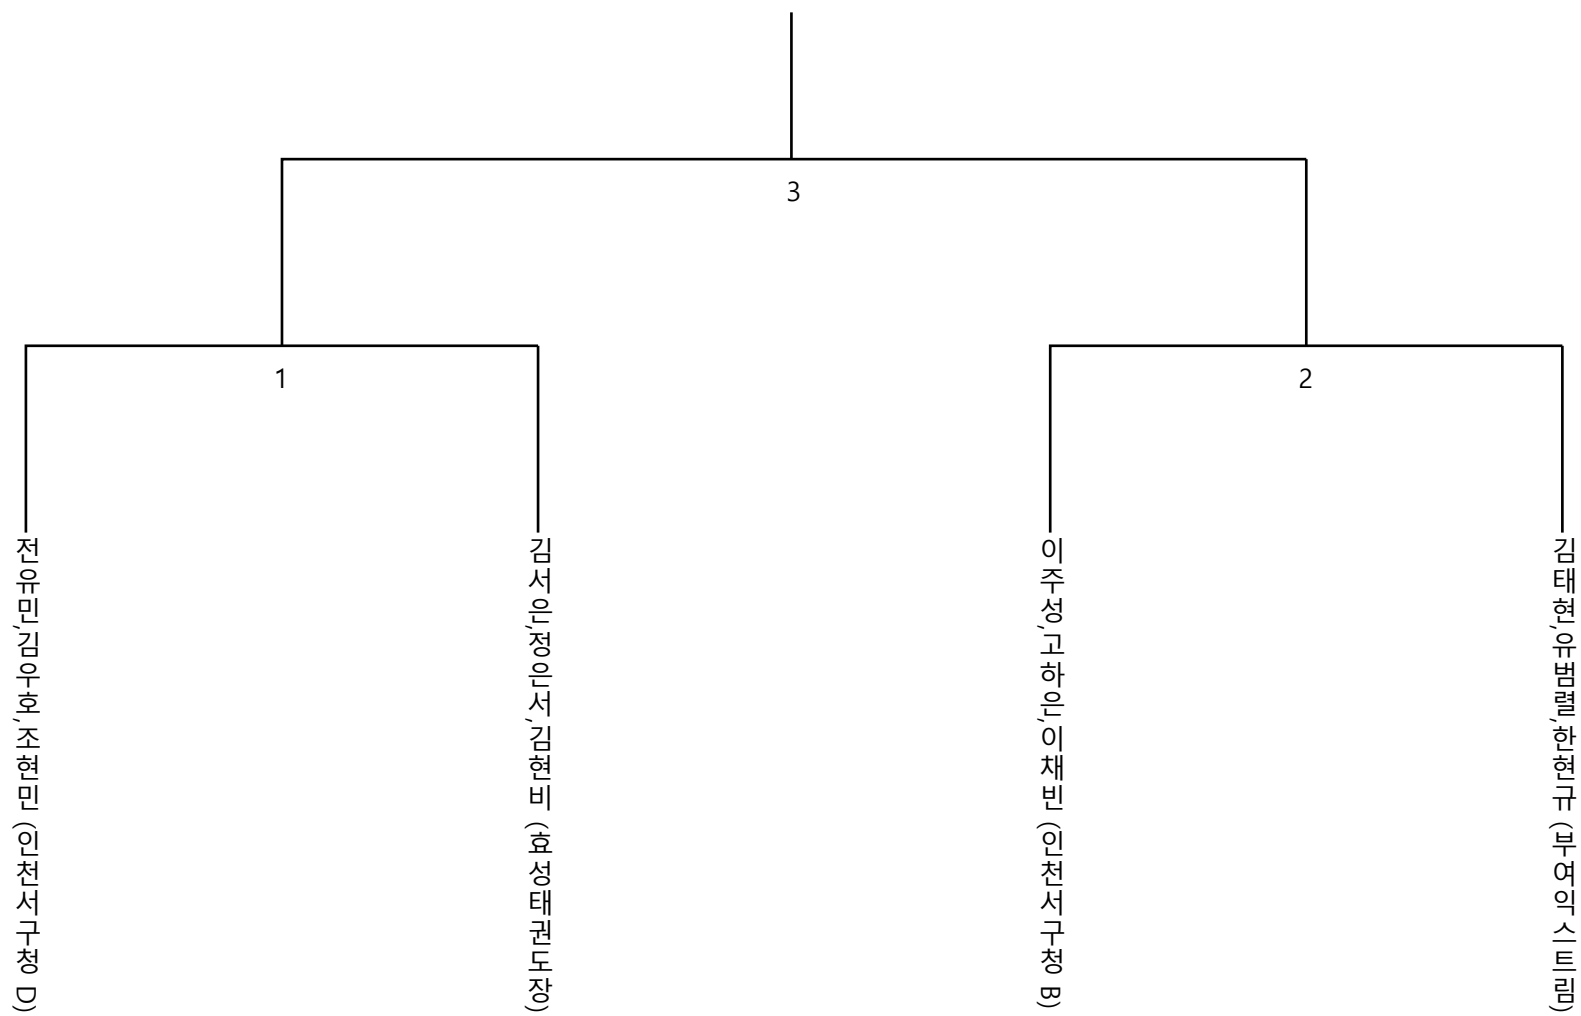 3
1
2
전유민,김우호,조현민 (인천서구청 D)
김서은,정은서,김현비 (효성태권도장)
이주성,고하은,이채빈 (인천서구청 B)
김태현,유범렬,한현규 (부여익스트림)